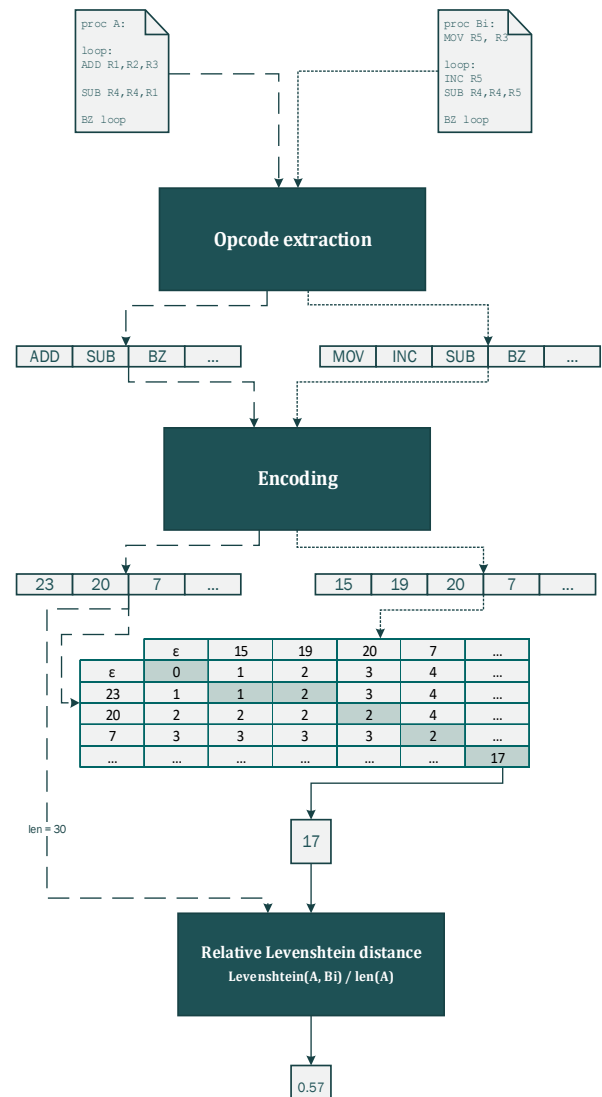 proc A:
loop:
ADD R1,R2,R3
SUB R4,R4,R1
BZ loop
proc Bi:
MOV R5, R3
loop:
INC R5
SUB R4,R4,R5
BZ loop
Opcode extraction
ADD SUB BZ ...
MOV INC SUB BZ ...
Encoding
23 20 7 ...
15 19 20 7 ...
ε 15 19 20 7 ...
ε 0 1 2 3 4 ...
23 1 1 2 3 4 ...
20 2 2 2 2 4 ...
7 3 3 3 3 2 ...
... ... ... ... ... ... 17
len = 30
17
Relative Levenshtein distance
Levenshtein(A, Bi) / len(A)
0.57